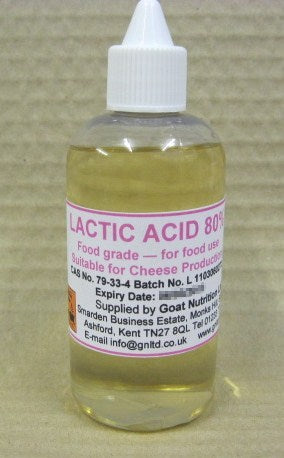 LACTIC ACID 80%
Food grade — for food use
Suitable for Cheese Production
CAS No. 79-33-4 Batch No. L
Expiry Date:
Supplied by Goat Nutrition
Smarden Business Estate, Monks
Ashford, Kent TN27 8QL Tel
E-mail info@gnltd.co.uk